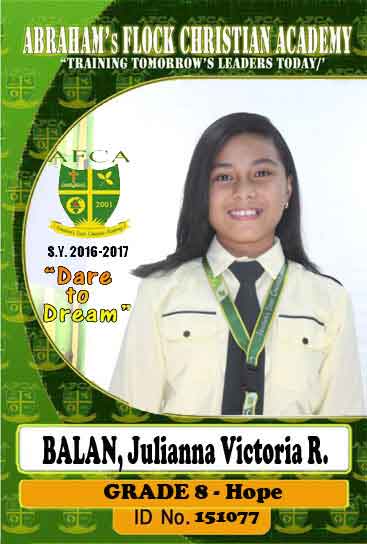 ABRAHAM's FLOCK CHRISTIAN ACADEMY
"TRAINING TOMORROW'S LEADERS TODAY/'
AFCA
2001
S.Y. 2016-2017
"Dare
to
Dream"
BALAN, Julianna Victoria R.
GRADE 8 - Hope
ID No. 151077